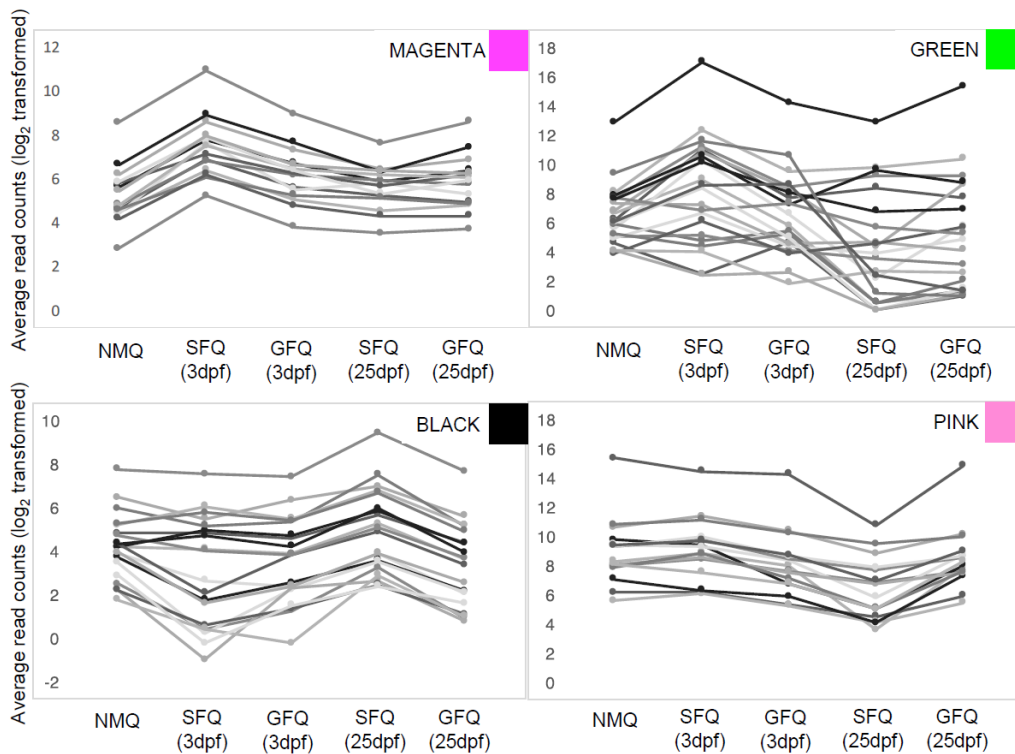 Average read counts (log2 transformed)
12
10
8
6
4
2
0
MAGENTA
NMQ
SFQ
(3dpf)
GFQ
(3dpf)
SFQ
(25dpf)
GFQ
(25dpf)
18
16
14
12
10
8
6
4
2
0
GREEN
NMQ
SFQ
(3dpf)
GFQ
(3dpf)
SFQ
(25dpf)
GFQ
(25dpf)
Average read counts (log2 transformed)
10
8
6
4
2
0
-2
BLACK
NMQ
SFQ
(3dpf)
GFQ
(3dpf)
SFQ
(25dpf)
GFQ
(25dpf)
18
16
14
12
10
8
6
4
2
0
PINK
NMQ
SFQ
(3dpf)
GFQ
(3dpf)
SFQ
(25dpf)
GFQ
(25dpf)